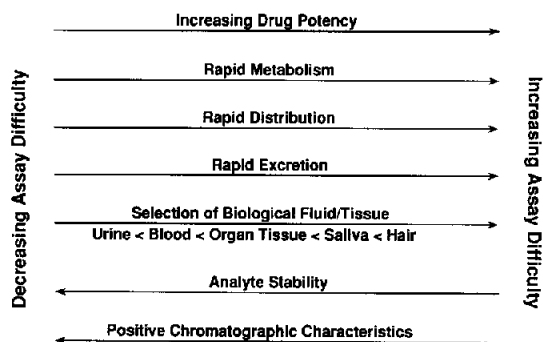 Increasing Drug Potency
Rapid Metabolism
Rapid Distribution
Rapid Excretion
Selection of Biological Fluid/Tissue
Urine < Blood < Organ Tissue < Saliva < Hair
Analyte Stability
Positive Chromatographic Characteristics
Decreasing Assay Difficulty
Increasing Assay Difficulty